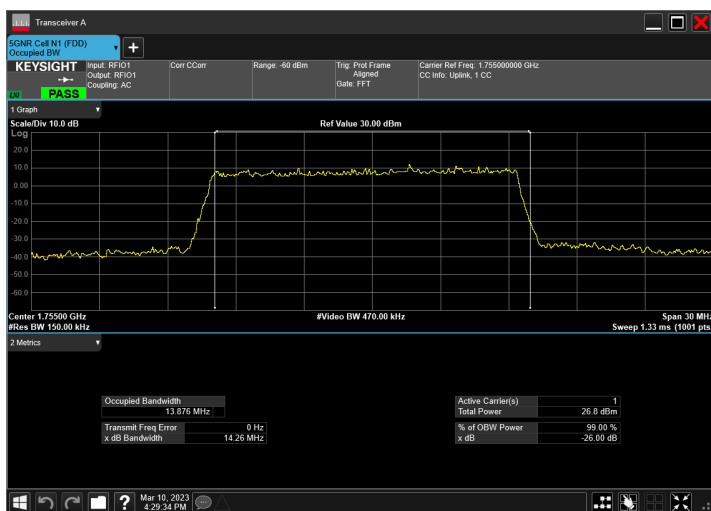 Transceiver A
5GNR Cell N1 (FDD)
Occupied BW
KEYSIGHT
LXI
PASS
Input: RFIO1
Output: RFIO1
Coupling: AC
Corr CCorr
Range: -60 dBm
Trig: Prot Frame
Aligned
Gate: FFT
Carrier Ref Freq: 1.755000000 GHz
CC Info: Uplink, 1 CC
1 Graph
Scale/Div 10.0 dB
Ref Value 30.00 dBm
Log
20.0
10.0
0.00
-10.0
-20.0
-30.0
-40.0
-50.0
-60.0
Center 1.75500 GHz
#Video BW 470.00 kHz
Span 30 MHz
#Res BW 150.00 kHz
Sweep 1.33 ms (1001 pts
2 Metrics
Occupied Bandwidth
13.876 MHz
Transmit Freq Error 0 Hz
x dB Bandwidth 14.26 MHz
Active Carrier(s) 1
Total Power 26.8 dBm
% of OBW Power 99.00 %
x dB -26.00 dB
?
Mar 10, 2023
4:29:34 PM